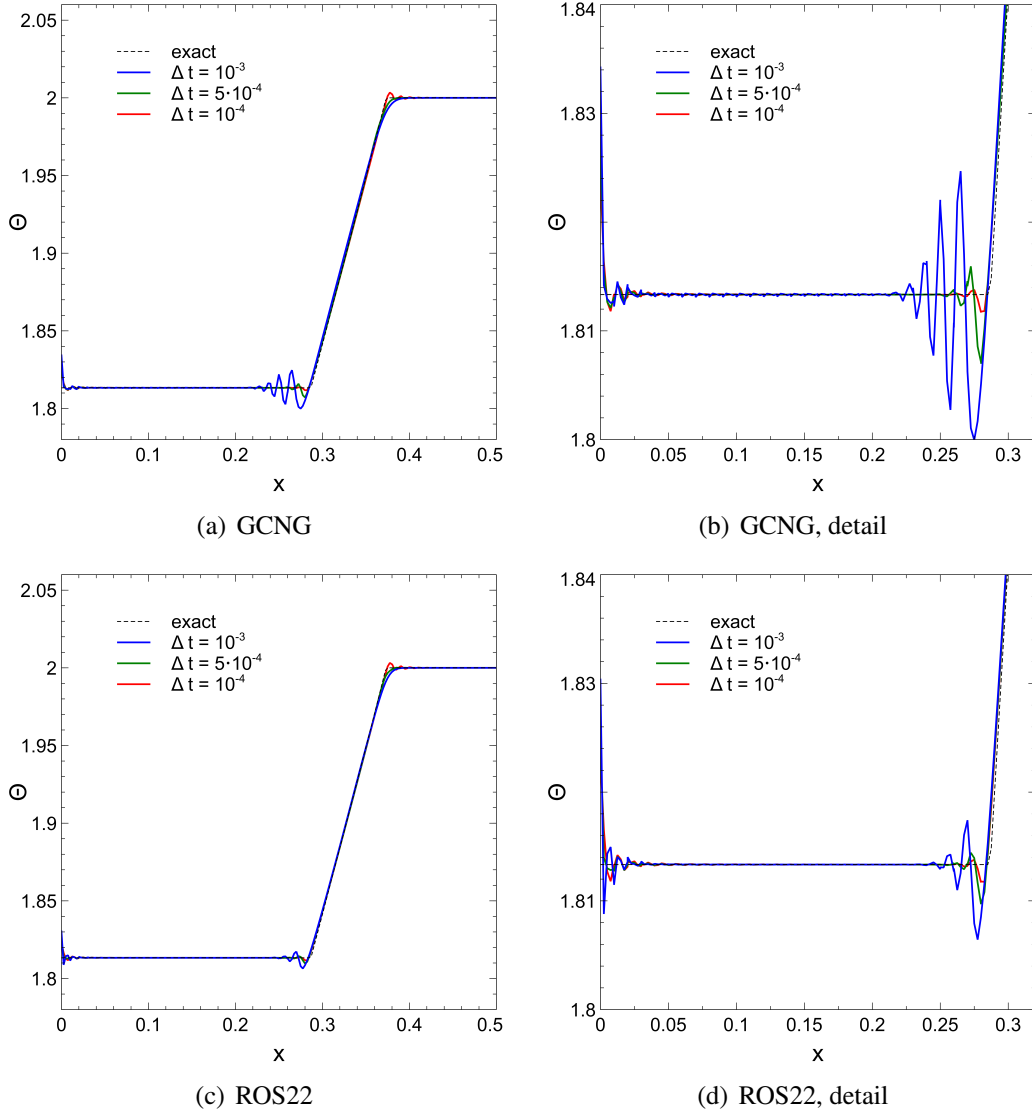 2.05
2
1.95
1.9
1.85
1.8
Θ
exact
Δ t = 10⁻³
Δ t = 5·10⁻⁴
Δ t = 10⁻⁴
0 0.1 0.2 0.3 0.4 0.5
x
(a) GCNG
1.84
1.83
Θ
1.81
1.8
exact
Δ t = 10⁻³
Δ t = 5·10⁻⁴
Δ t = 10⁻⁴
0 0.05 0.1 0.15 0.2 0.25 0.3
x
(b) GCNG, detail
2.05
2
1.95
1.9
1.85
1.8
Θ
exact
Δ t = 10⁻³
Δ t = 5·10⁻⁴
Δ t = 10⁻⁴
0 0.1 0.2 0.3 0.4 0.5
x
(c) ROS22
1.84
1.83
Θ
1.81
1.8
exact
Δ t = 10⁻³
Δ t = 5·10⁻⁴
Δ t = 10⁻⁴
0 0.05 0.1 0.15 0.2 0.25 0.3
x
(d) ROS22, detail